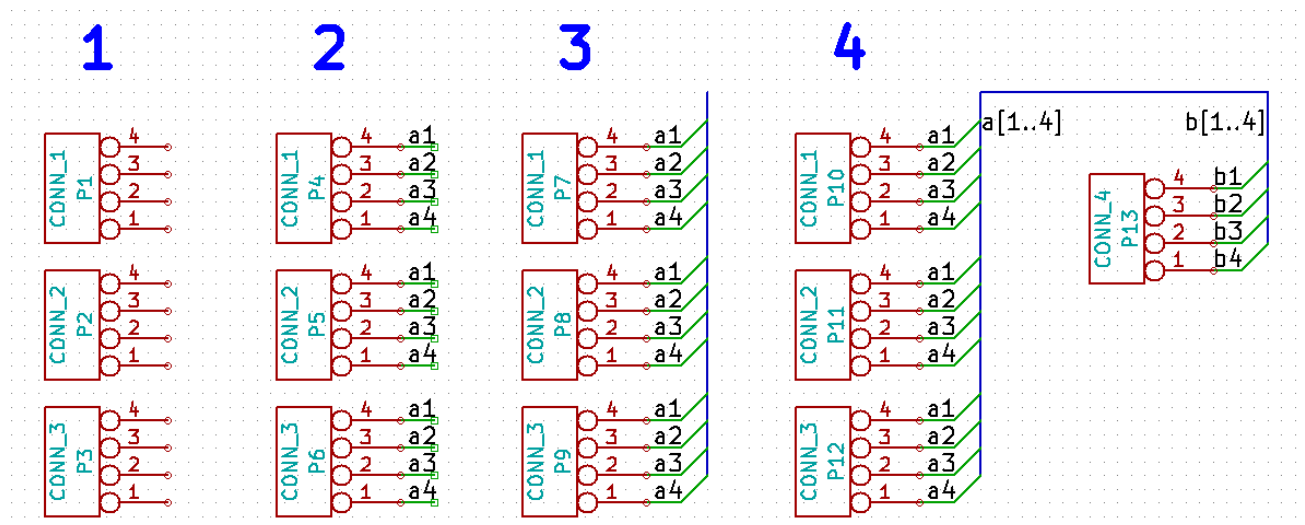 1 2 3 4
a[1..4] b[1..4]
CONN_1 P1 4 3 2 1
CONN_1 P4 4 a1 3 a2 2 a3 1 a4
CONN_1 P7 4 a1 3 a2 2 a3 1 a4
CONN_1 P10 4 a1 3 a2 2 a3 1 a4
CONN_4 P13 4 b1 3 b2 2 b3 1 b4
CONN_2 P2 4 3 2 1
CONN_2 P5 4 a1 3 a2 2 a3 1 a4
CONN_2 P8 4 a1 3 a2 2 a3 1 a4
CONN_2 P11 4 a1 3 a2 2 a3 1 a4
CONN_3 P3 4 3 2 1
CONN_3 P6 4 a1 3 a2 2 a3 1 a4
CONN_3 P9 4 a1 3 a2 2 a3 1 a4
CONN_3 P12 4 a1 3 a2 2 a3 1 a4